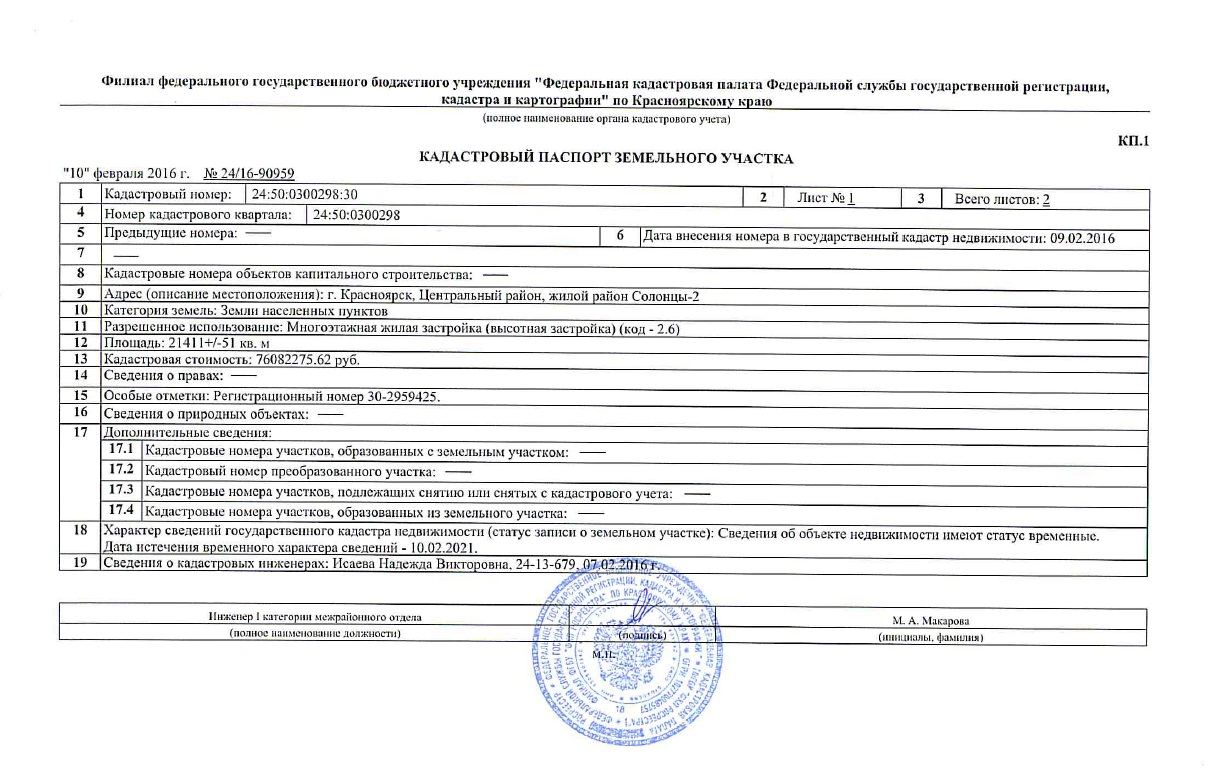 Филиал федерального государственного бюджетного учреждения "Федеральная кадастровая палата Федеральной службы государственной регистрации,
кадастра и картографии" по Красноярскому краю
(полное наименование органа кадастрового учета)
КП.1
КАДАСТРОВЫЙ ПАСПОРТ ЗЕМЕЛЬНОГО УЧАСТКА
"10" февраля 2016 г. № 24/16-90959
1 Кадастровый номер: 24:50:0300298:30 2 Лист № 1 3 Всего листов: 2
4 Номер кадастрового квартала: 24:50:0300298
5 Предыдущие номера: —— 6 Дата внесения номера в государственный кадастр недвижимости: 09.02.2016
7 ——
8 Кадастровые номера объектов капитального строительства: ——
9 Адрес (описание местоположения): г. Красноярск, Центральный район, жилой район Солонцы-2
10 Категория земель: Земли населенных пунктов
11 Разрешенное использование: Многоэтажная жилая застройка (высотная застройка) (код - 2.6)
12 Площадь: 21411+/-51 кв. м
13 Кадастровая стоимость: 76082275.62 руб.
14 Сведения о правах: ——
15 Особые отметки: Регистрационный номер 30-2959425.
16 Сведения о природных объектах: ——
17 Дополнительные сведения:
17.1 Кадастровые номера участков, образованных с земельным участком: ——
17.2 Кадастровый номер преобразованного участка: ——
17.3 Кадастровые номера участков, подлежащих снятию или снятых с кадастрового учета: ——
17.4 Кадастровые номера участков, образованных из земельного участка: ——
18 Характер сведений государственного кадастра недвижимости (статус записи о земельном участке): Сведения об объекте недвижимости имеют статус временные.
Дата истечения временного характера сведений - 10.02.2021.
19 Сведения о кадастровых инженерах: Исаева Надежда Викторовна, 24-13-679, 07.02.2016 г.
Инженер I категории межрайонного отдела М. А. Макарова
(полное наименование должности) (подпись) (инициалы, фамилия)
М.П.